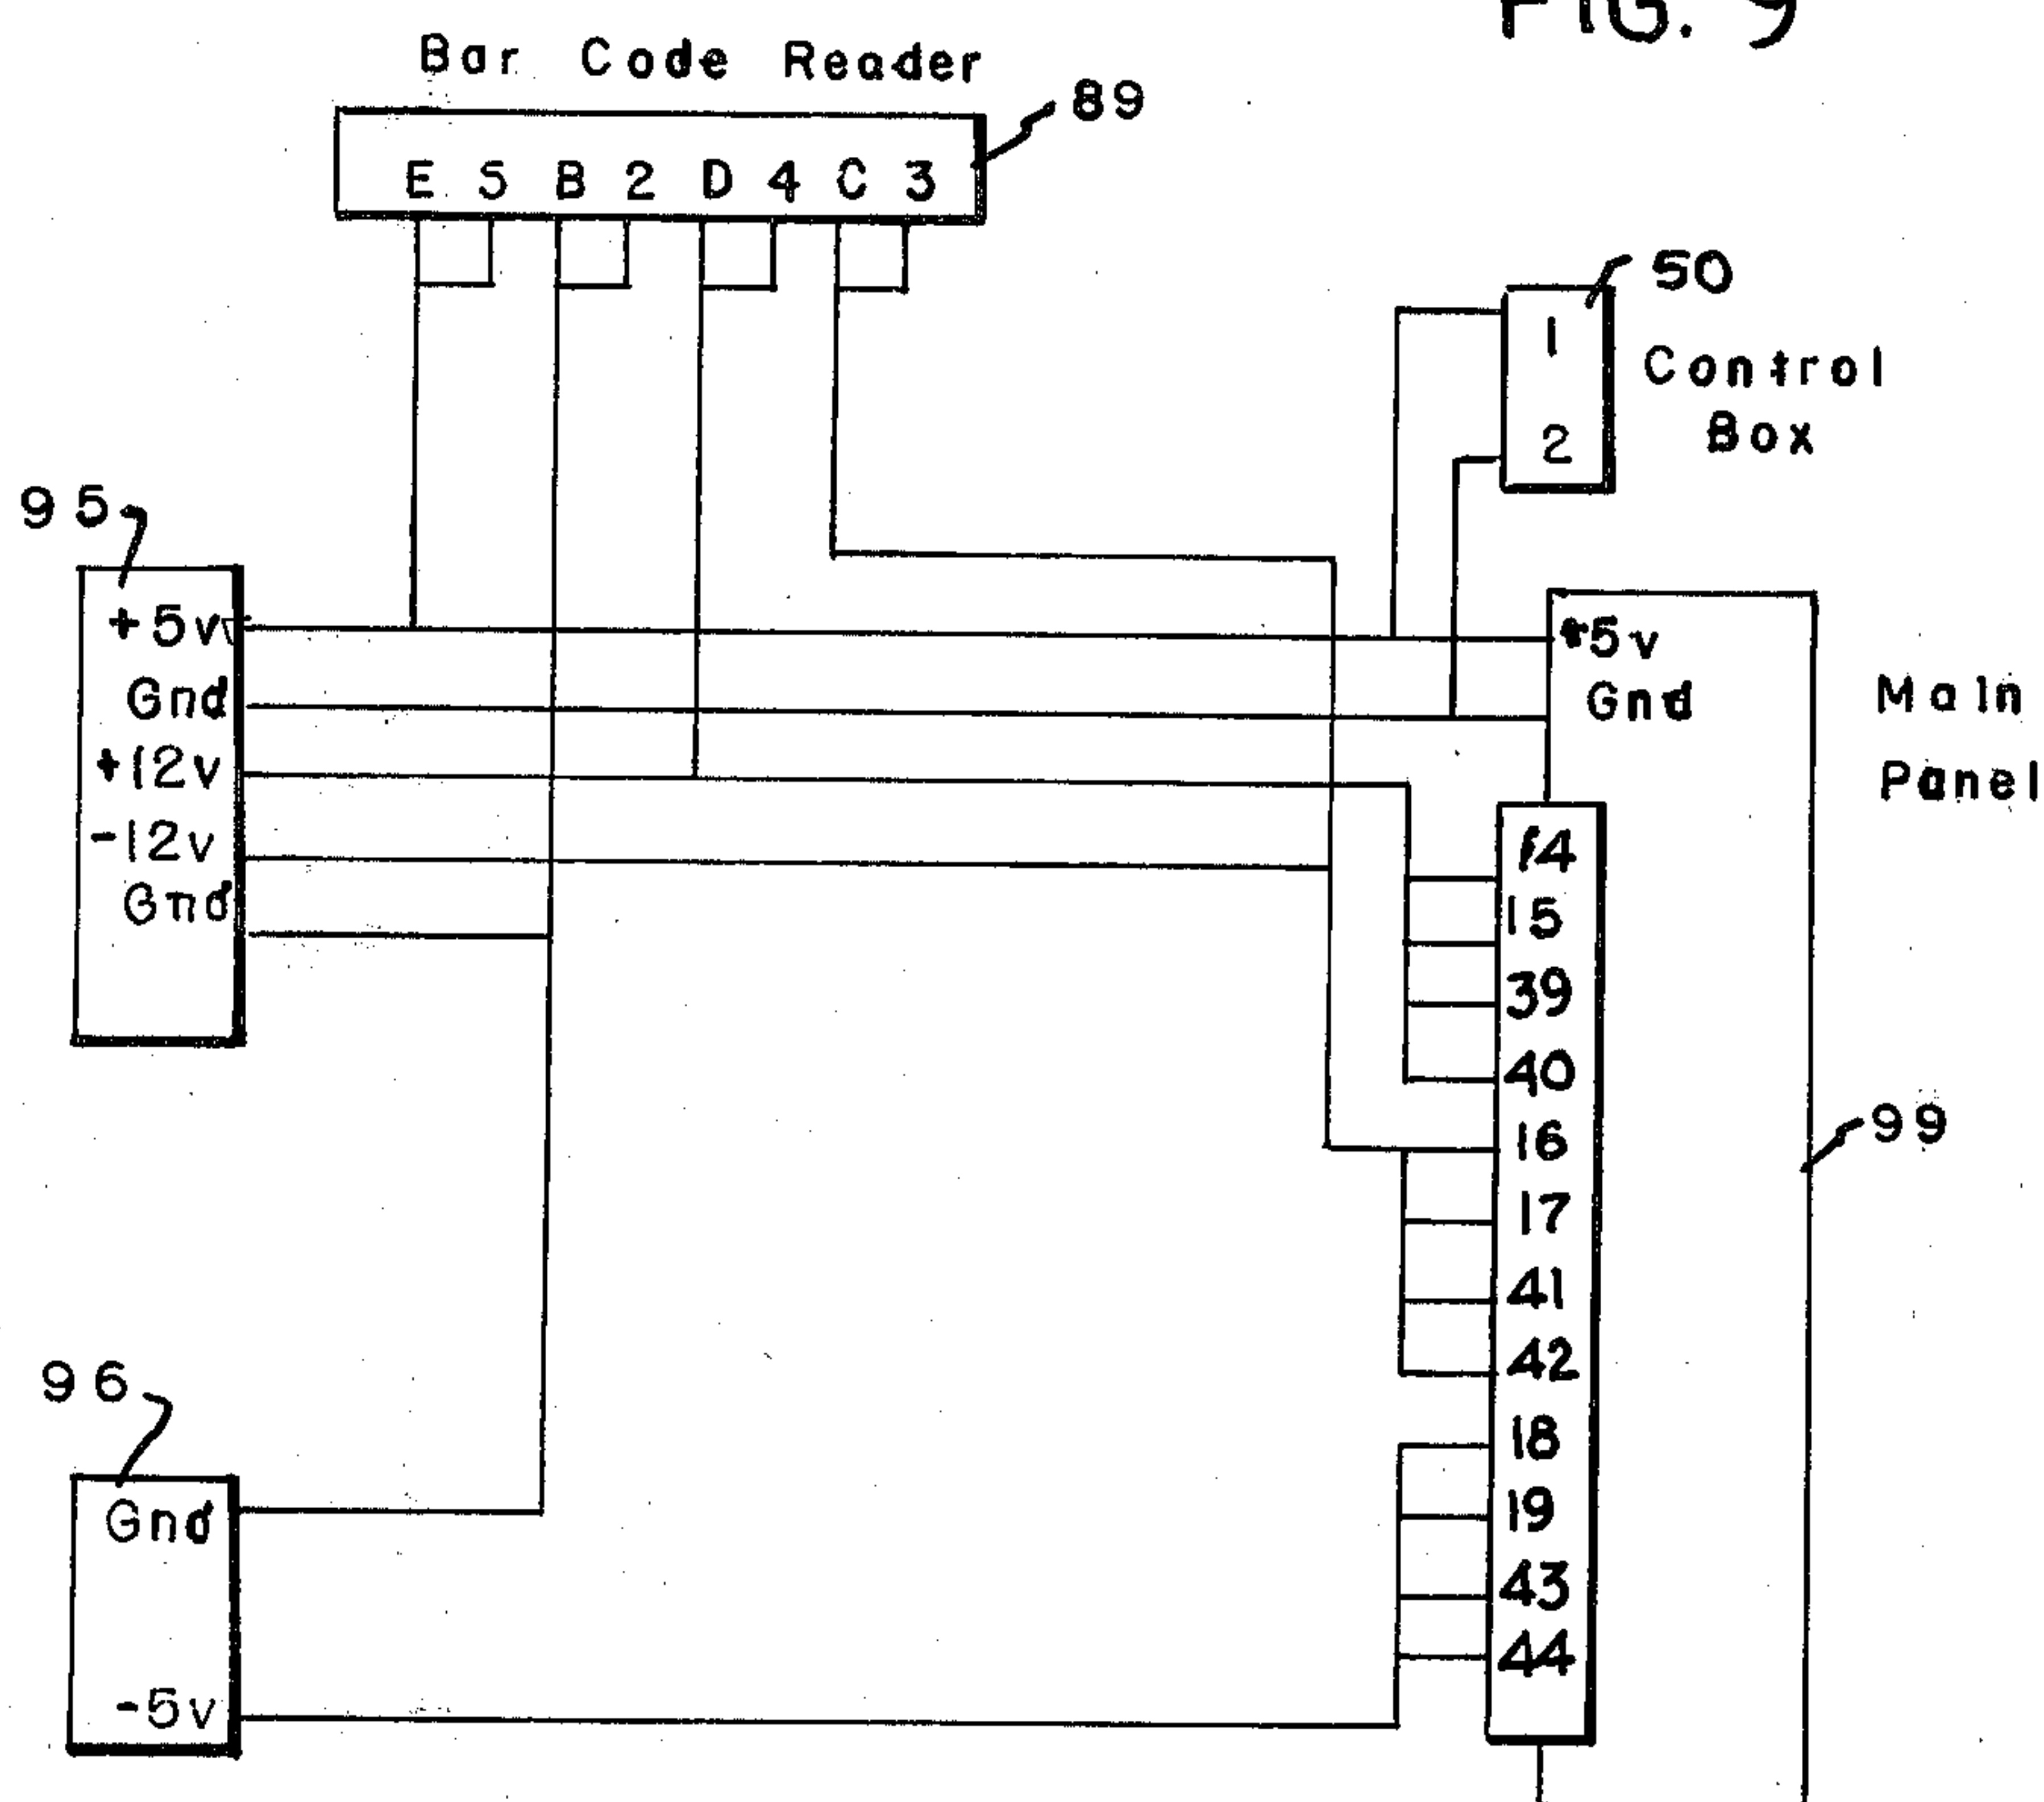 FIG. 9
Bar Code Reader
89
E 5 B 2 D 4 C 3
50
1
Control
2
Box
95
+5v
Gnd
+12v
-12v
Gnd
+5v
Gnd
Main
Panel
14
15
39
40
16
17
41
42
18
19
43
44
99
96
Gnd
-5v